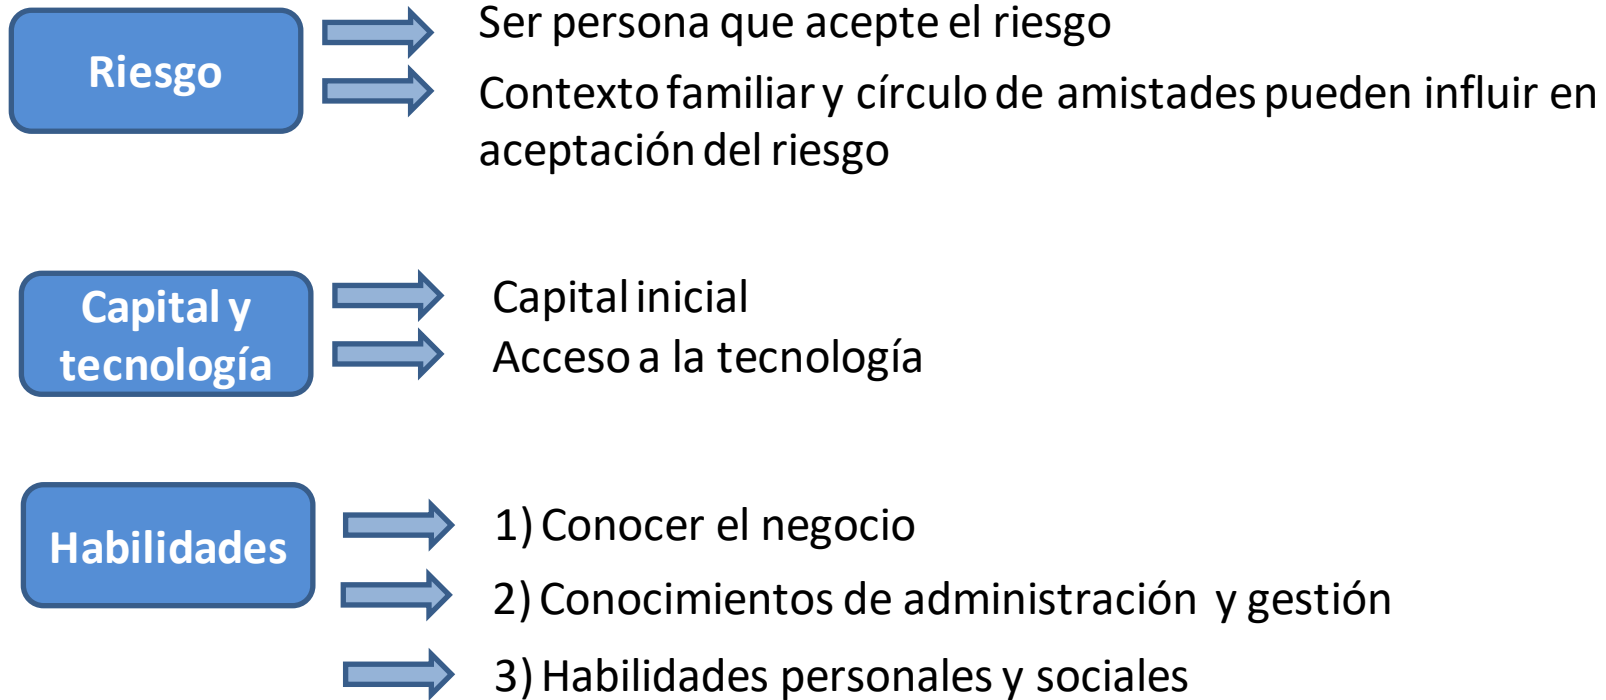 Riesgo
Ser persona que acepte el riesgo
Contexto familiar y círculo de amistades pueden influir en
aceptación del riesgo
Capital y
tecnología
Capital inicial
Acceso a la tecnología
Habilidades
1) Conocer el negocio
2) Conocimientos de administración y gestión
3) Habilidades personales y sociales